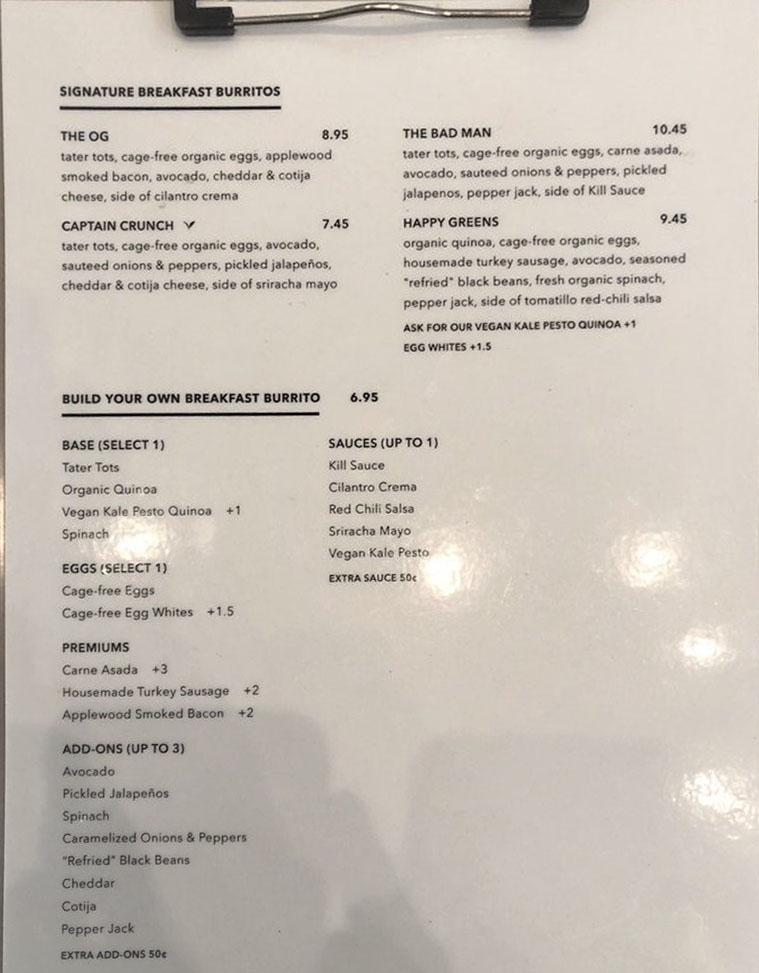 SIGNATURE BREAKFAST BURRITOS
THE OG 8.95
tater tots, cage-free organic eggs, applewood
smoked bacon, avocado, cheddar & cotija
cheese, side of cilantro crema
CAPTAIN CRUNCH 7.45
tater tots, cage-free organic eggs, avocado,
sauteed onions & peppers, pickled jalapeños,
cheddar & cotija cheese, side of sriracha mayo
THE BAD MAN 10.45
tater tots, cage-free organic eggs, carne asada,
avocado, sauteed onions & peppers, pickled
jalapenos, pepper jack, side of Kill Sauce
HAPPY GREENS 9.45
organic quinoa, cage-free organic eggs,
housemade turkey sausage, avocado, seasoned
"refried" black beans, fresh organic spinach,
pepper jack, side of tomatillo red-chili salsa
ASK FOR OUR VEGAN KALE PESTO QUINOA +1
EGG WHITES +1.5
BUILD YOUR OWN BREAKFAST BURRITO 6.95
BASE (SELECT 1)
Tater Tots
Organic Quinoa
Vegan Kale Pesto Quinoa +1
Spinach
EGGS (SELECT 1)
Cage-free Eggs
Cage-free Egg Whites +1.5
PREMIUMS
Carne Asada +3
Housemade Turkey Sausage +2
Applewood Smoked Bacon +2
ADD-ONS (UP TO 3)
Avocado
Pickled Jalapeños
Spinach
Caramelized Onions & Peppers
"Refried" Black Beans
Cheddar
Cotija
Pepper Jack
EXTRA ADD-ONS 50¢
SAUCES (UP TO 1)
Kill Sauce
Cilantro Crema
Red Chili Salsa
Sriracha Mayo
Vegan Kale Pesto
EXTRA SAUCE 50¢